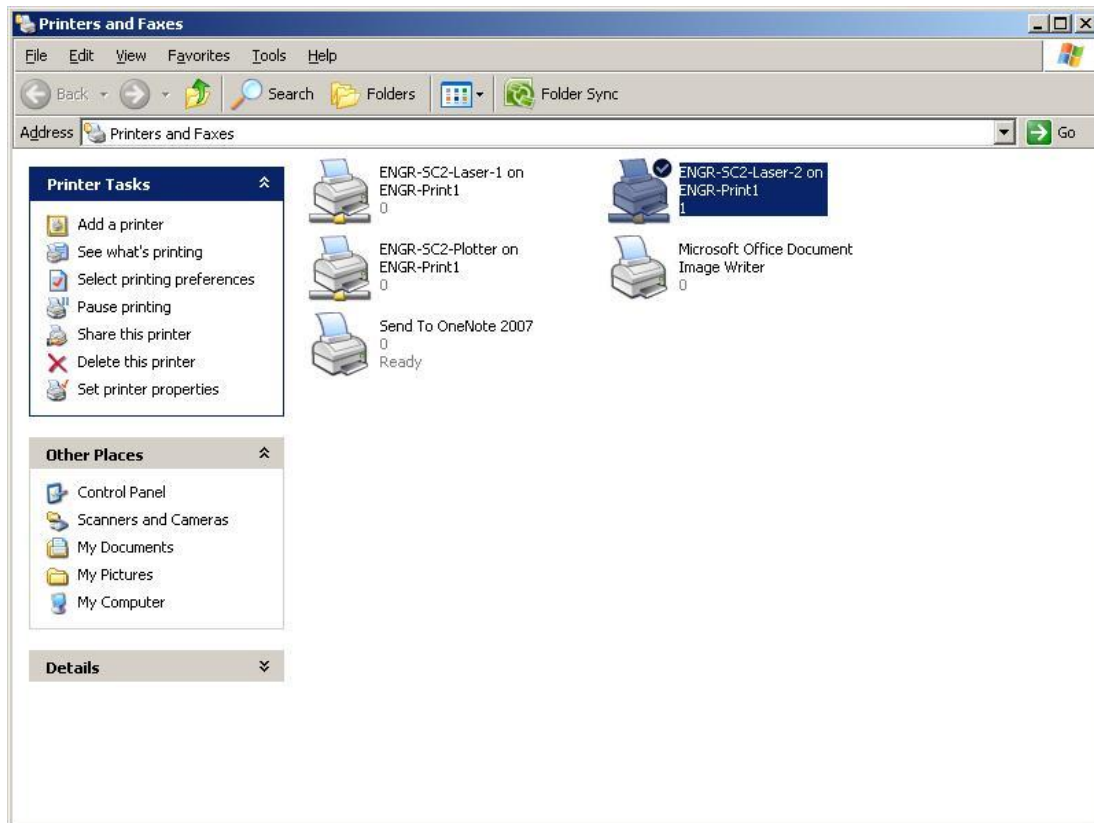 Printers and Faxes
File Edit View Favorites Tools Help
Back Search Folders Folder Sync
Address Printers and Faxes Go
Printer Tasks
Add a printer
See what's printing
Select printing preferences
Pause printing
Share this printer
Delete this printer
Set printer properties
Other Places
Control Panel
Scanners and Cameras
My Documents
My Pictures
My Computer
Details
ENGR-SC2-Laser-1 on
ENGR-Print1
0
ENGR-SC2-Laser-2 on
ENGR-Print1
1
ENGR-SC2-Plotter on
ENGR-Print1
0
Microsoft Office Document
Image Writer
0
Send To OneNote 2007
0
Ready